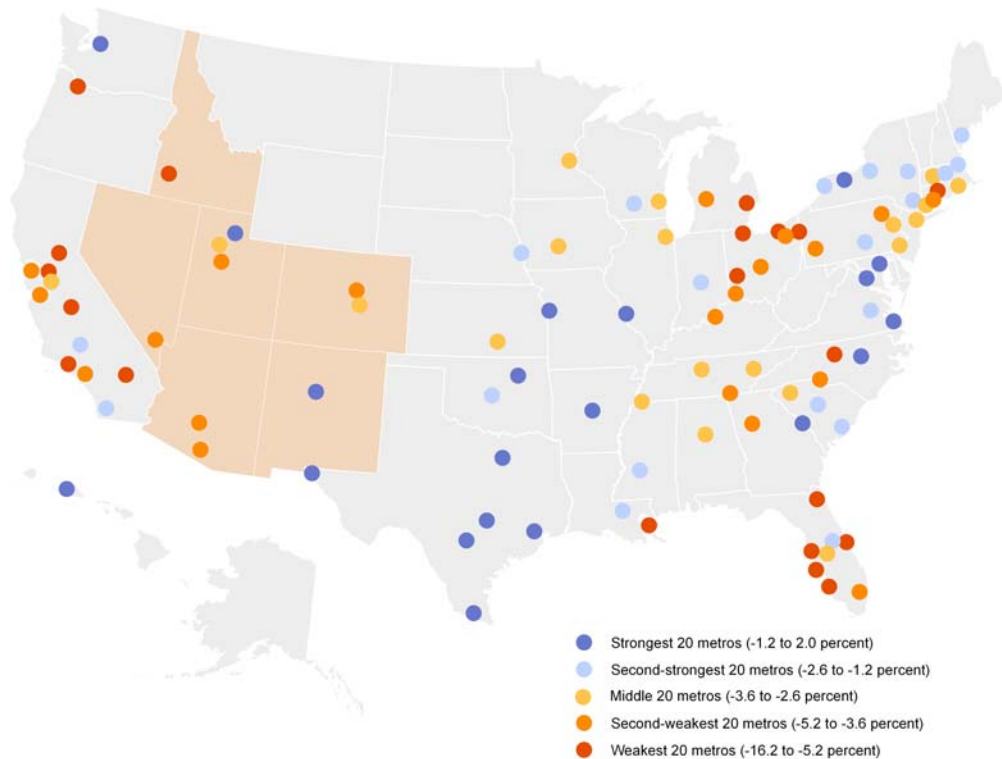 Strongest 20 metros (-1.2 to 2.0 percent)
Second-strongest 20 metros (-2.6 to -1.2 percent)
Middle 20 metros (-3.6 to -2.6 percent)
Second-weakest 20 metros (-5.2 to -3.6 percent)
Weakest 20 metros (-16.2 to -5.2 percent)